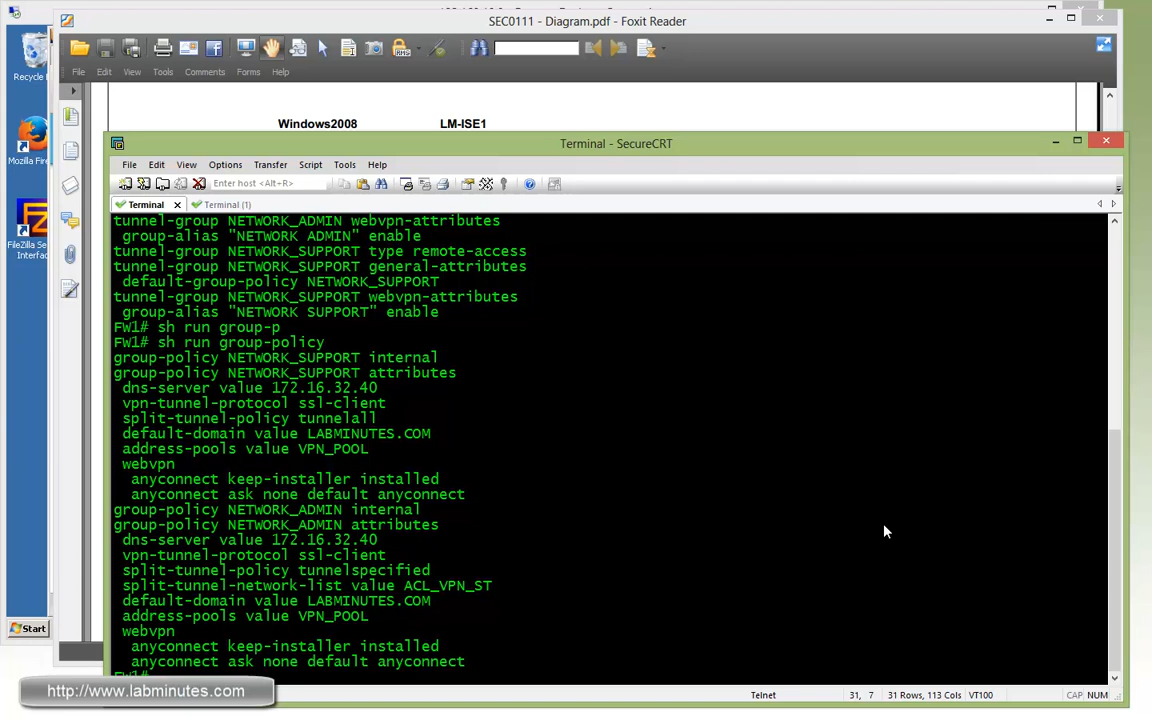 SEC0111 - Diagram.pdf - Foxit Reader
File Edit View Tools Comments Forms Help
Recycle
Mozilla Fire
FileZilla Se
Interfac
Start
Windows2008 LM-ISE1
Terminal - SecureCRT
File Edit View Options Transfer Script Tools Help
Enter host <Alt+R>
Terminal Terminal (1)
tunnel-group NETWORK_ADMIN webvpn-attributes
group-alias "NETWORK ADMIN" enable
tunnel-group NETWORK_SUPPORT type remote-access
tunnel-group NETWORK_SUPPORT general-attributes
default-group-policy NETWORK_SUPPORT
tunnel-group NETWORK_SUPPORT webvpn-attributes
group-alias "NETWORK SUPPORT" enable
FW1# sh run group-p
FW1# sh run group-policy
group-policy NETWORK_SUPPORT internal
group-policy NETWORK_SUPPORT attributes
dns-server value 172.16.32.40
vpn-tunnel-protocol ssl-client
split-tunnel-policy tunnelall
default-domain value LABMINUTES.COM
address-pools value VPN_POOL
webvpn
anyconnect keep-installer installed
anyconnect ask none default anyconnect
group-policy NETWORK_ADMIN internal
group-policy NETWORK_ADMIN attributes
dns-server value 172.16.32.40
vpn-tunnel-protocol ssl-client
split-tunnel-policy tunnelspecified
split-tunnel-network-list value ACL_VPN_ST
default-domain value LABMINUTES.COM
address-pools value VPN_POOL
webvpn
anyconnect keep-installer installed
anyconnect ask none default anyconnect
FW1#
http://www.labminutes.com
Telnet 31, 7 31 Rows, 113 Cols VT100 CAP NUM